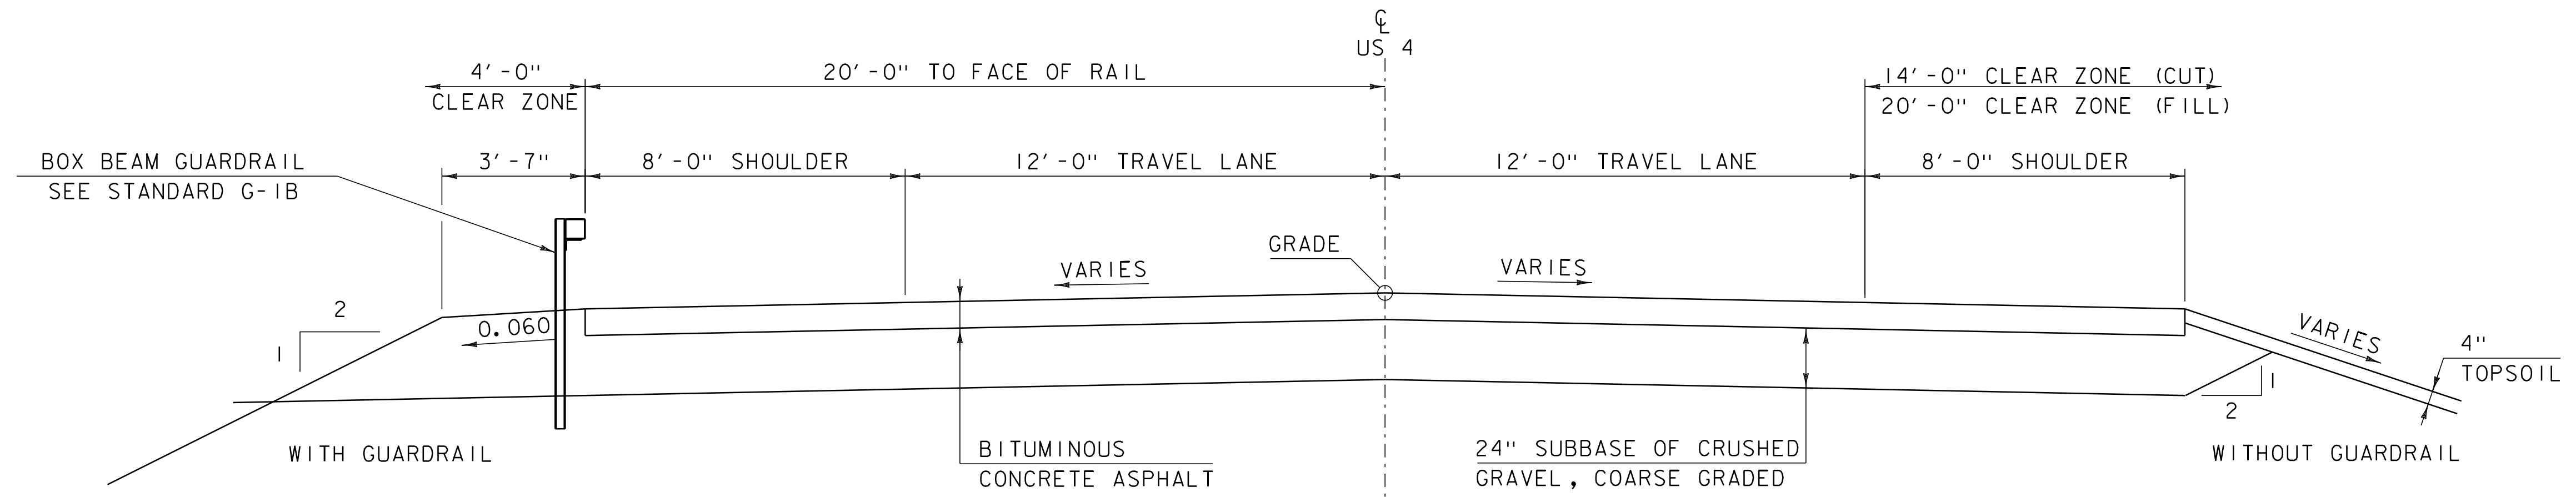 ℄
US 4
4'-0"
CLEAR ZONE
20'-0" TO FACE OF RAIL
14'-0" CLEAR ZONE (CUT)
20'-0" CLEAR ZONE (FILL)
BOX BEAM GUARDRAIL
SEE STANDARD G-1B
3'-7"
8'-0" SHOULDER
12'-0" TRAVEL LANE
12'-0" TRAVEL LANE
8'-0" SHOULDER
GRADE
VARIES
VARIES
2
1
0.060
VARIES
4"
TOPSOIL
1
2
WITH GUARDRAIL
BITUMINOUS
CONCRETE ASPHALT
24" SUBBASE OF CRUSHED
GRAVEL, COARSE GRADED
WITHOUT GUARDRAIL